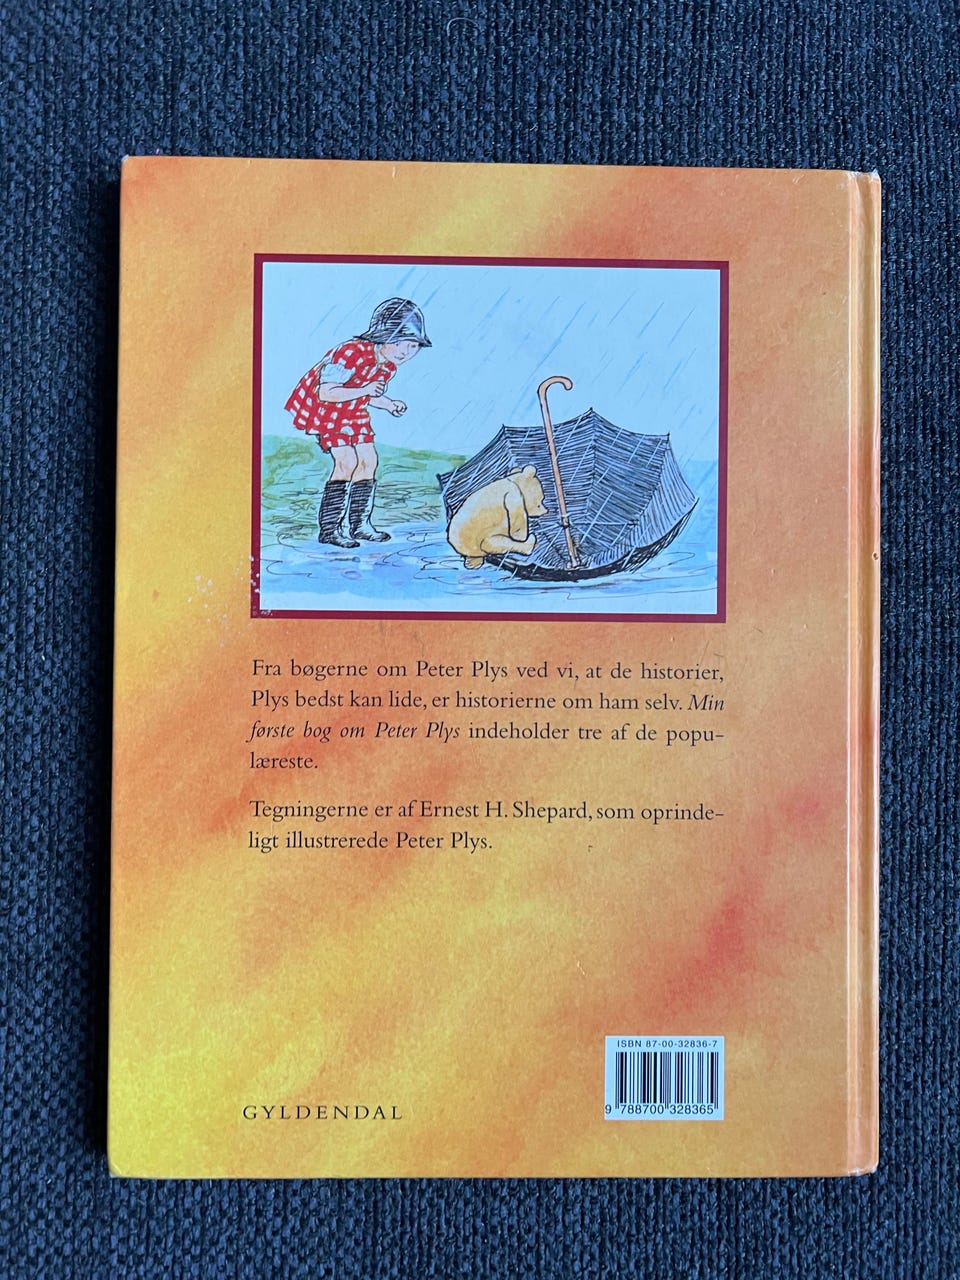 Fra bøgerne om Peter Plys ved vi, at de historier,
Plys bedst kan lide, er historierne om ham selv. Min
første bog om Peter Plys indeholder tre af de popu-
læreste.
Tegningerne er af Ernest H. Shepard, som oprinde-
ligt illustrerede Peter Plys.
ISBN 87-00-32836-7
9 788700 328365
GYLDENDAL